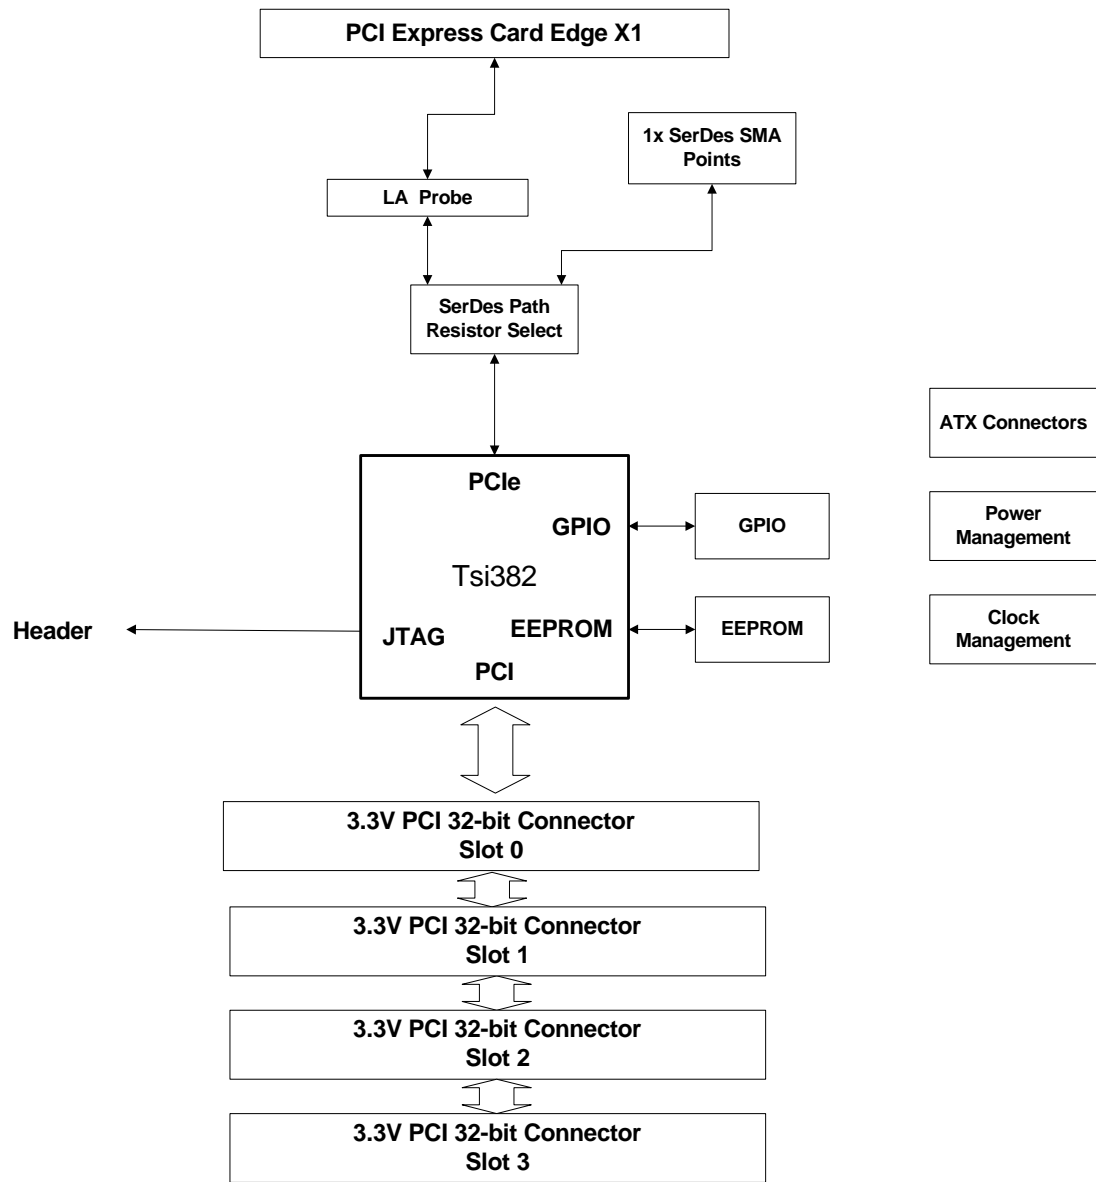 PCI Express Card Edge X1
1x SerDes SMA
Points
LA Probe
SerDes Path
Resistor Select
ATX Connectors
PCIe
GPIO
GPIO
Power
Management
Tsi382
Header
JTAG
EEPROM
EEPROM
Clock
Management
PCI
3.3V PCI 32-bit Connector
Slot 0
3.3V PCI 32-bit Connector
Slot 1
3.3V PCI 32-bit Connector
Slot 2
3.3V PCI 32-bit Connector
Slot 3